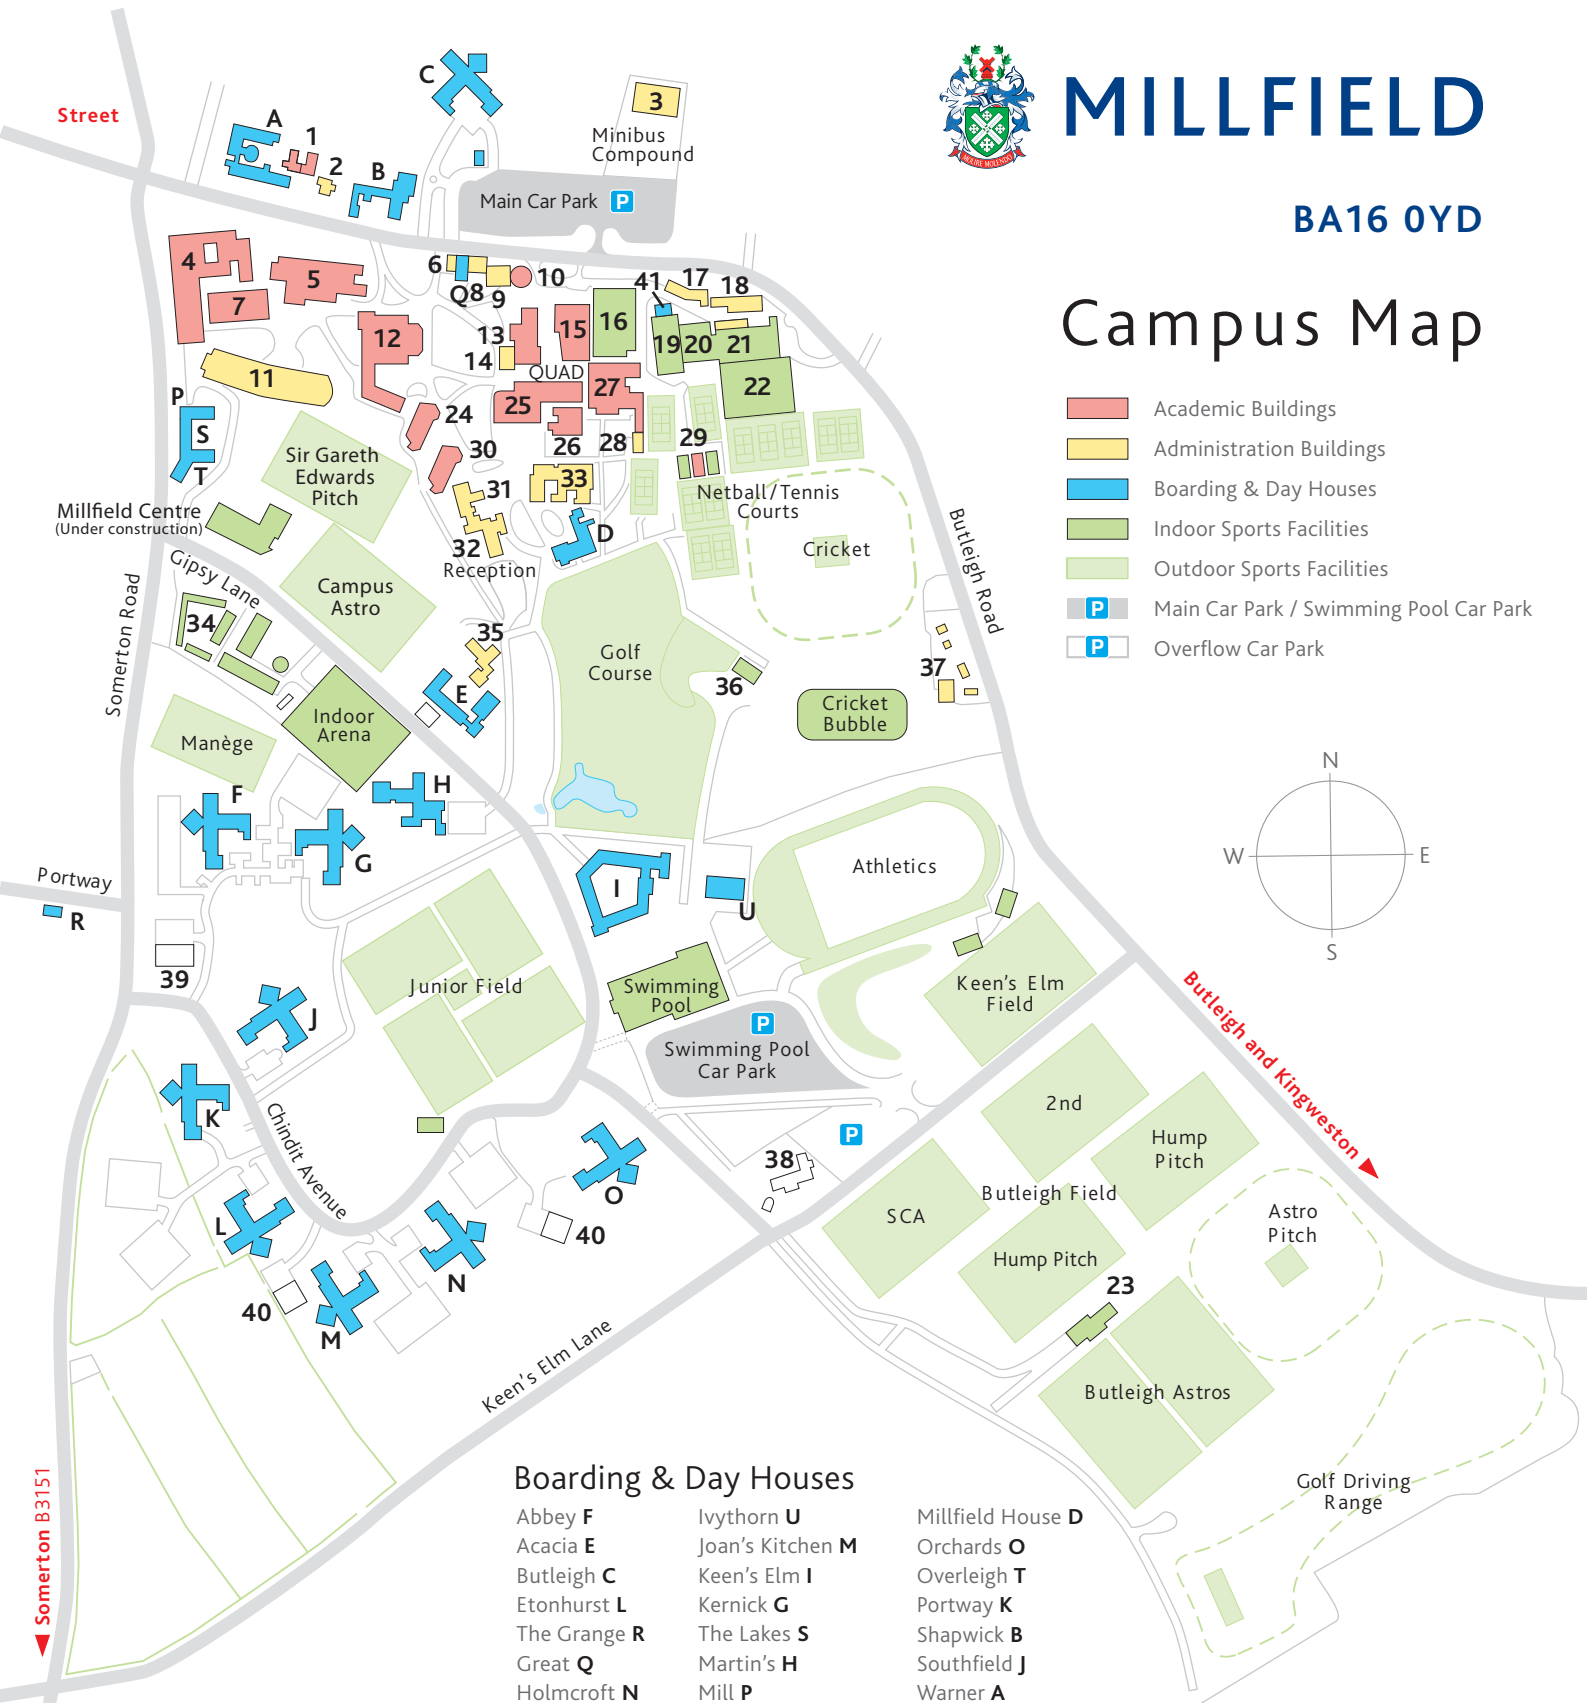 MOLIRE MOLENDO
MILLFIELD
BA16 0YD
Campus Map
Academic Buildings
Administration Buildings
Boarding & Day Houses
Indoor Sports Facilities
Outdoor Sports Facilities
P Main Car Park / Swimming Pool Car Park
P Overflow Car Park
N
W E
S
Street
C
A
1
2
B
3
Minibus
Compound
Main Car Park P
4
5
7
6
Q 8 9
10
41 17 18
12
13
14
15
16
19 20 21
22
QUAD
11
P
S
T
24
25
26
27
28
29
30
31
32
33
Reception
D
Sir Gareth
Edwards
Pitch
Millfield Centre
(Under construction)
Gipsy Lane
Campus
Astro
Somerton Road
34
35
E
Netball/Tennis
Courts
Cricket
Butleigh Road
Golf
Course
36
37
Cricket
Bubble
Indoor
Arena
Manège
F
G
H
Portway
R
39
I
U
Athletics
Junior Field
Swimming
Pool
P
Swimming Pool
Car Park
Keen's Elm
Field
Butleigh and Kingweston
J
K
Chindit Avenue
L
M
N
O
40
40
38
P
2nd
Hump
Pitch
Butleigh Field
SCA
Hump Pitch
Astro
Pitch
23
Butleigh Astros
Golf Driving
Range
Keen's Elm Lane
Somerton B3151
Boarding & Day Houses
Abbey F
Acacia E
Butleigh C
Etonhurst L
The Grange R
Great Q
Holmcroft N
Ivythorn U
Joan's Kitchen M
Keen's Elm I
Kernick G
The Lakes S
Martin's H
Mill P
Millfield House D
Orchards O
Overleigh T
Portway K
Shapwick B
Southfield J
Warner A